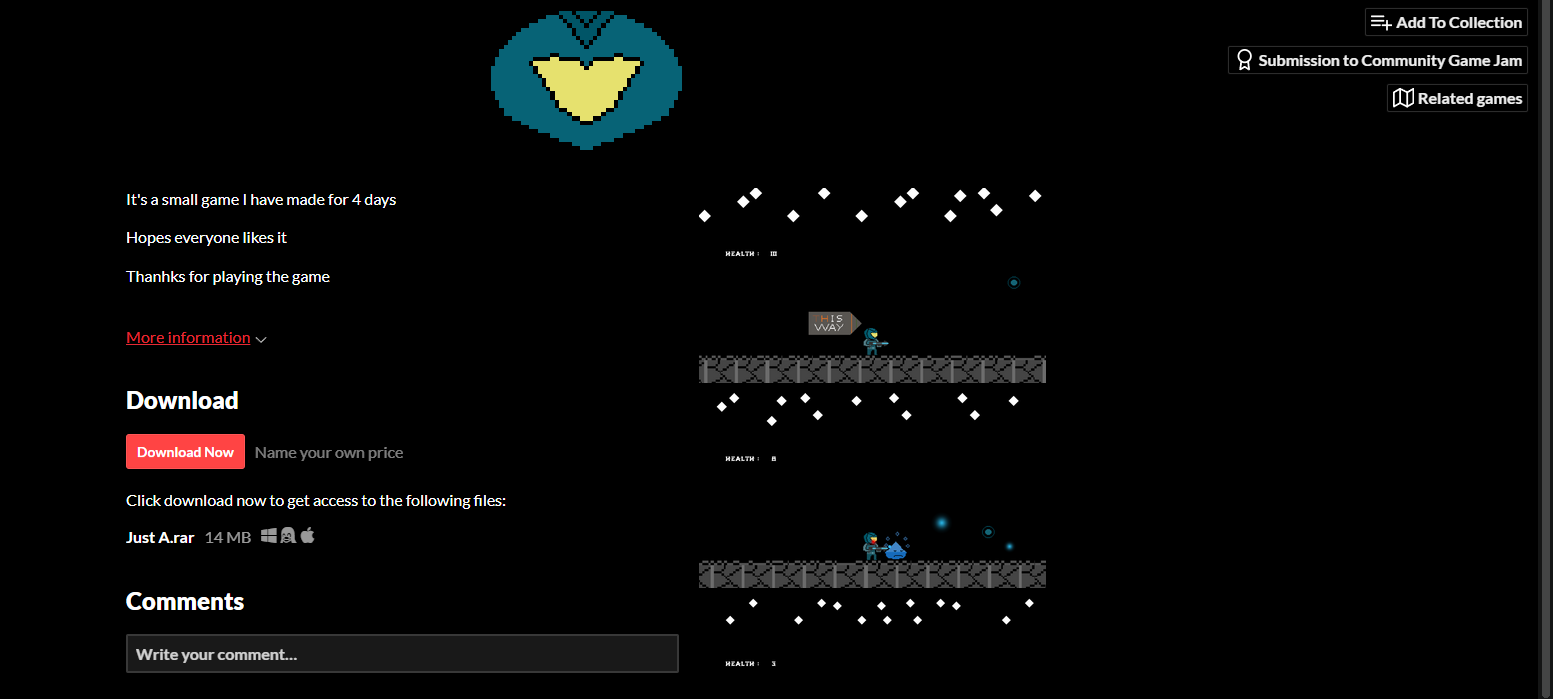 Add To Collection
Submission to Community Game Jam
Related games
It's a small game I have made for 4 days
Hopes everyone likes it
Thanhks for playing the game
More information
Download
Download Now Name your own price
Click download now to get access to the following files:
Just A.rar 14 MB
Comments
Write your comment...
HEALTH :
THIS
WAY
HEALTH : 8
HEALTH : 3